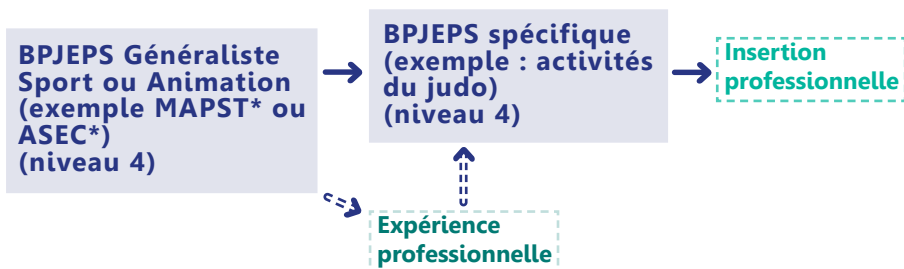 BPJEPS Généraliste
Sport ou Animation
(exemple MAPST* ou
ASEC*)
(niveau 4)
BPJEPS spécifique
(exemple : activités
du judo)
(niveau 4)
Insertion
professionnelle
Expérience
professionnelle